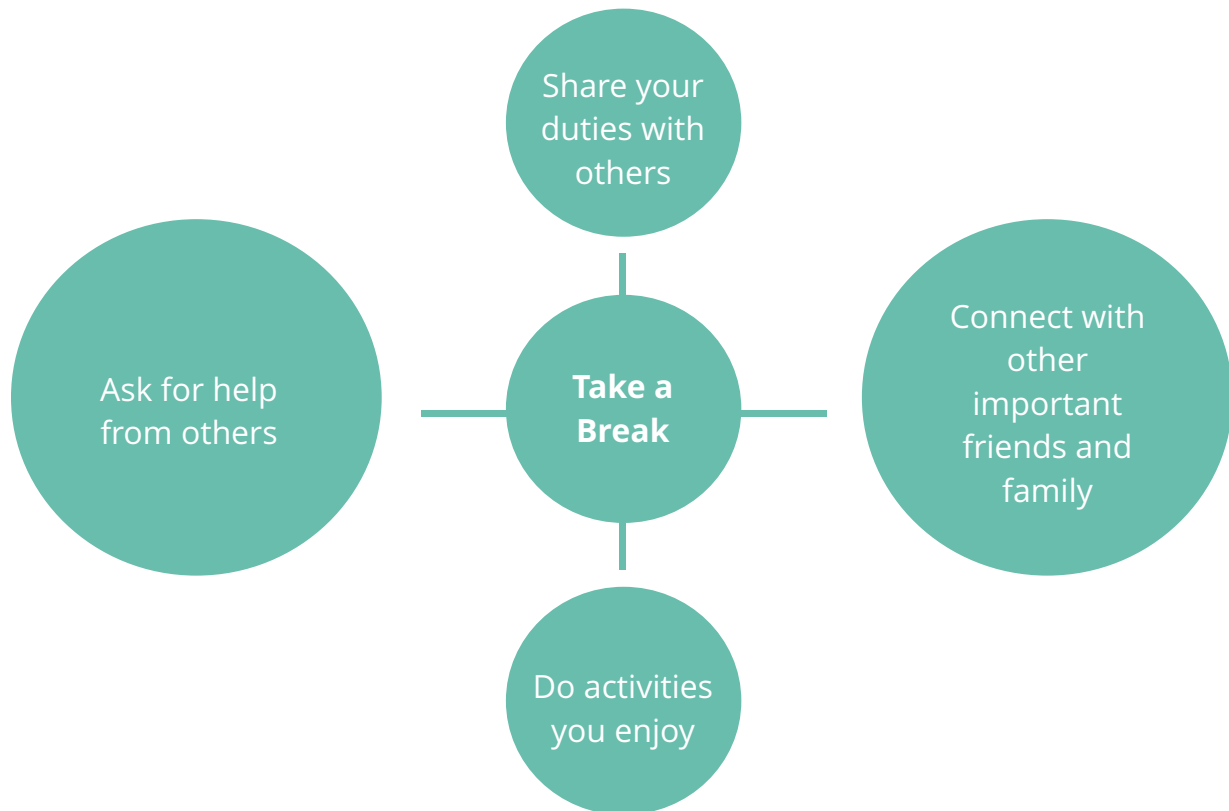 Share your
duties with
others
Ask for help
from others
Take a
Break
Connect with
other
important
friends and
family
Do activities
you enjoy